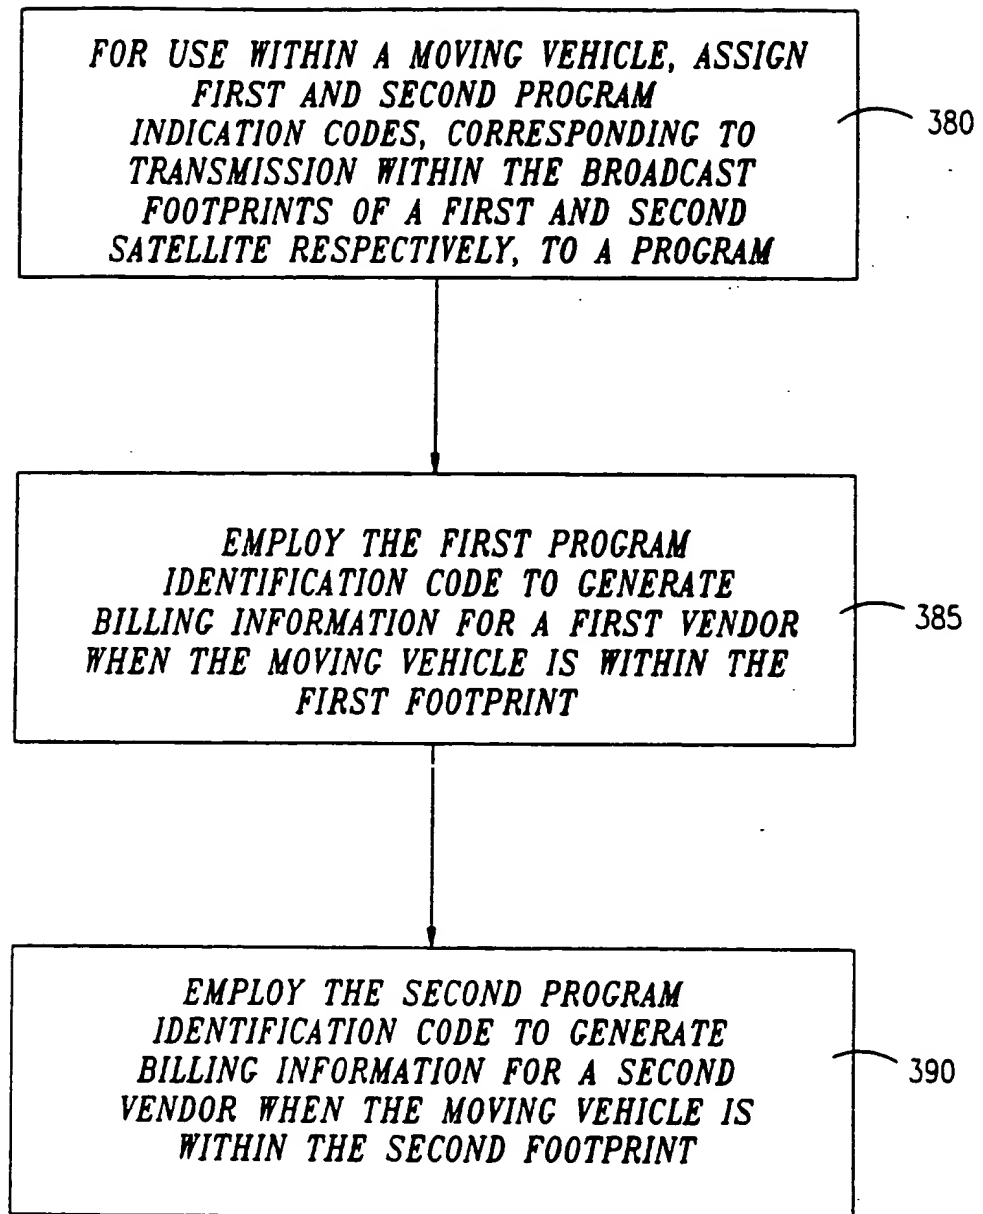 FOR USE WITHIN A MOVING VEHICLE, ASSIGN
FIRST AND SECOND PROGRAM
INDICATION CODES, CORRESPONDING TO
TRANSMISSION WITHIN THE BROADCAST
FOOTPRINTS OF A FIRST AND SECOND
SATELLITE RESPECTIVELY, TO A PROGRAM
380
EMPLOY THE FIRST PROGRAM
IDENTIFICATION CODE TO GENERATE
BILLING INFORMATION FOR A FIRST VENDOR
WHEN THE MOVING VEHICLE IS WITHIN THE
FIRST FOOTPRINT
385
EMPLOY THE SECOND PROGRAM
IDENTIFICATION CODE TO GENERATE
BILLING INFORMATION FOR A SECOND
VENDOR WHEN THE MOVING VEHICLE IS
WITHIN THE SECOND FOOTPRINT
390